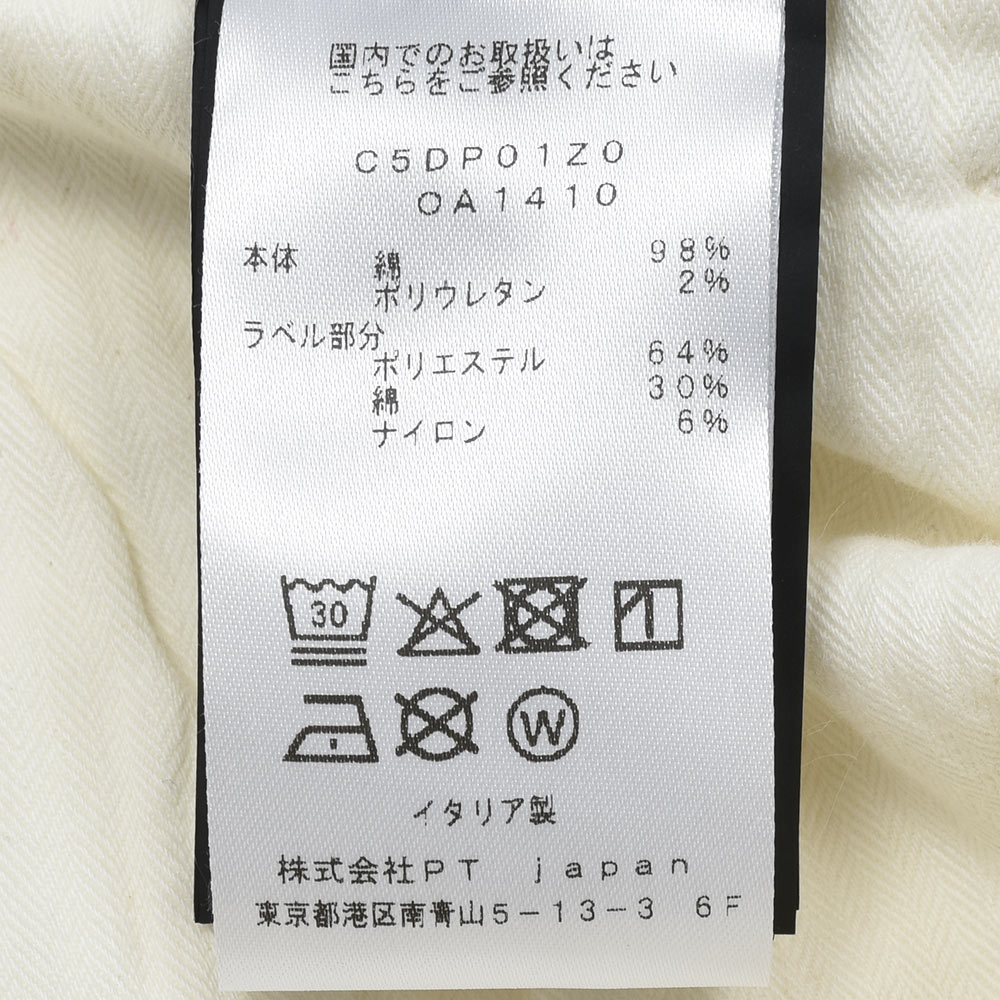 国内でのお取扱いは
こちらをご参照ください
C5DP01Z0
OA1410
本体 綿 98%
ポリウレタン 2%
ラベル部分
ポリエステル 64%
綿 30%
ナイロン 6%
30
W
イタリア製
株式会社PT japan
東京都港区南青山5-13-3 6F